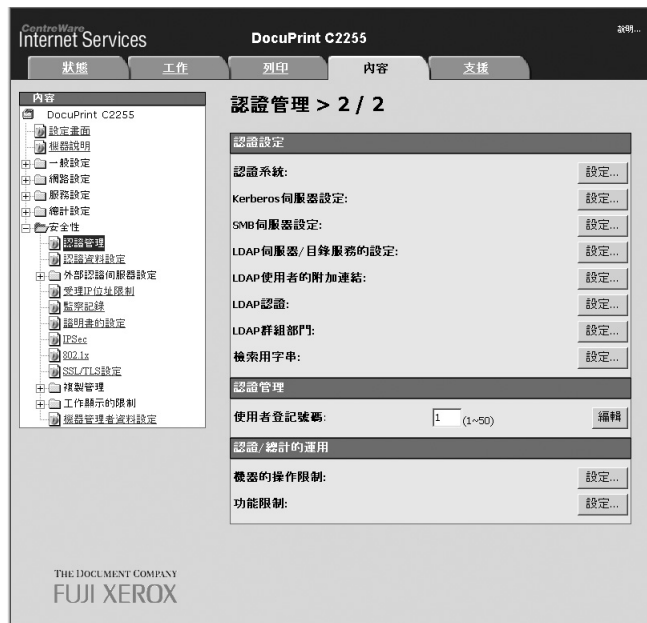 CentreWare
Internet Services
DocuPrint C2255
說明...
狀態
工作
列印
內容
支援
內容
DocuPrint C2255
設定畫面
機器說明
一般設定
網路設定
服務設定
總計設定
安全性
認證管理
認證資料設定
外部認證伺服器設定
受理IP位址限制
監察記錄
證明書的設定
IPSec
802.1x
SSL/TLS設定
複製管理
工作顯示的限制
機器管理者資料設定
認證管理 > 2 / 2
認證設定
認證系統: 設定...
Kerberos伺服器設定: 設定...
SMB伺服器設定: 設定...
LDAP伺服器/目錄服務的設定: 設定...
LDAP使用者的附加連結: 設定...
LDAP認證: 設定...
LDAP群組部門: 設定...
檢索用字串: 設定...
認證管理
使用者登記號碼: 1 (1~50) 編輯
認證/總計的運用
機器的操作限制: 設定...
功能限制: 設定...
THE DOCUMENT COMPANY
FUJI XEROX